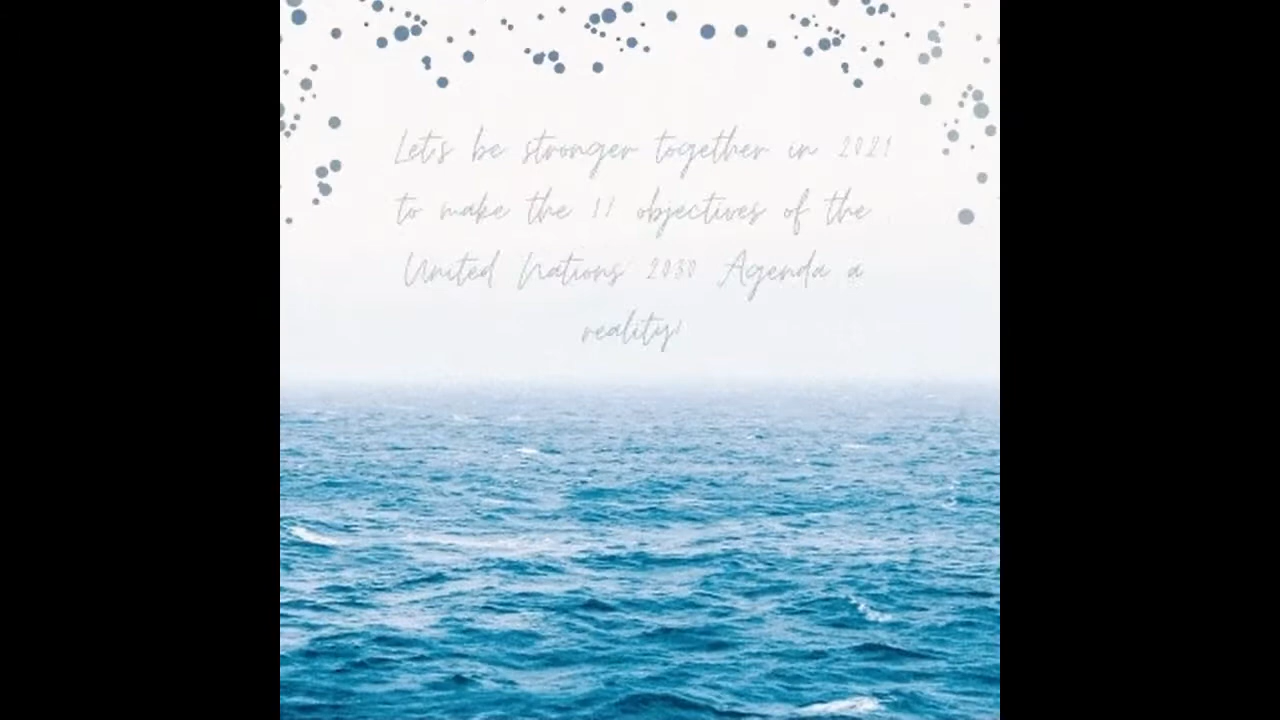 Let's be stronger together in 2021
to make the 17 objectives of the
United Nations 2030 Agenda a
reality!